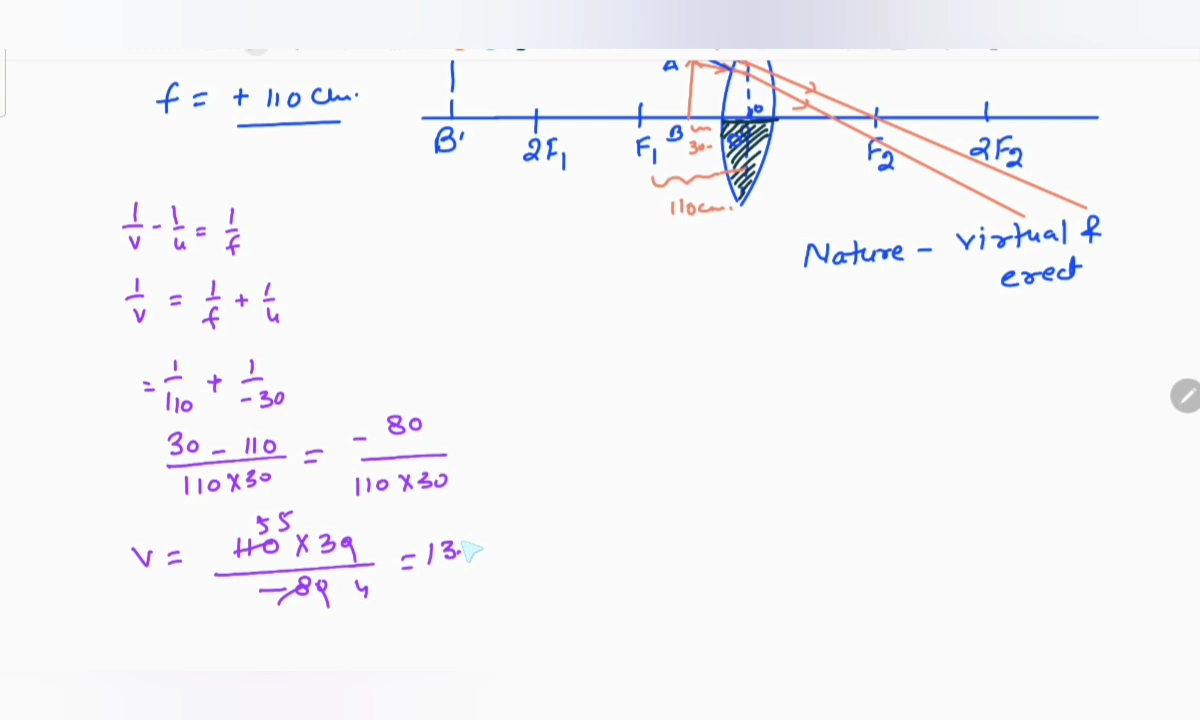 f = + 110 cm.
A
B' 2F₁ F₁ B O F₂ 2F₂
30
110cm.
Nature - virtual & erect
1/v - 1/u = 1/f
1/v = 1/f + 1/u
= 1/110 + 1/-30
30 - 110 / 110 x 30 = - 80 / 110 x 30
55
v = 110 x 30 / -80 4 = 13.